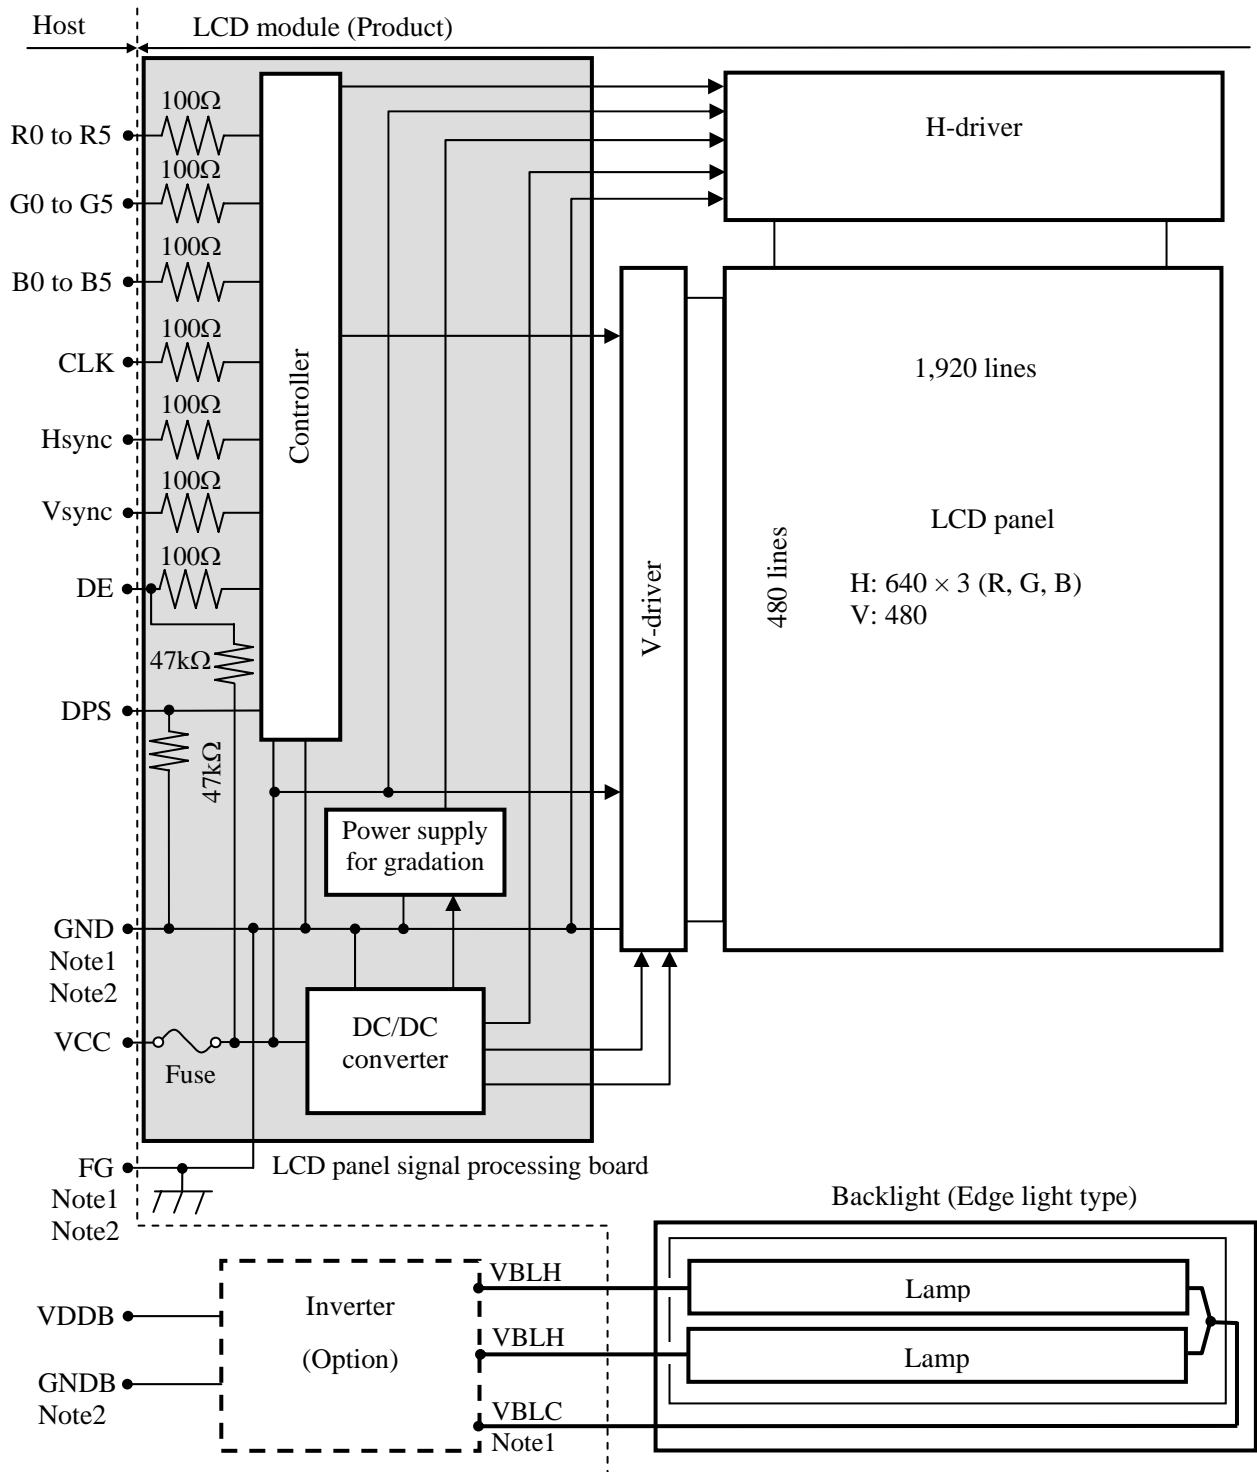 Host
LCD module (Product)
100Ω
R0 to R5
100Ω
G0 to G5
100Ω
B0 to B5
100Ω
CLK
100Ω
Hsync
100Ω
Vsync
100Ω
DE
47kΩ
DPS
47kΩ
Controller
H-driver
V-driver
1,920 lines
480 lines
LCD panel
H: 640 × 3 (R, G, B)
V: 480
Power supply
for gradation
GND
Note1
Note2
VCC
Fuse
DC/DC
converter
FG
Note1
Note2
LCD panel signal processing board
Backlight (Edge light type)
VDDB
GNDB
Note2
Inverter
(Option)
VBLH
VBLH
VBLC
Note1
Lamp
Lamp